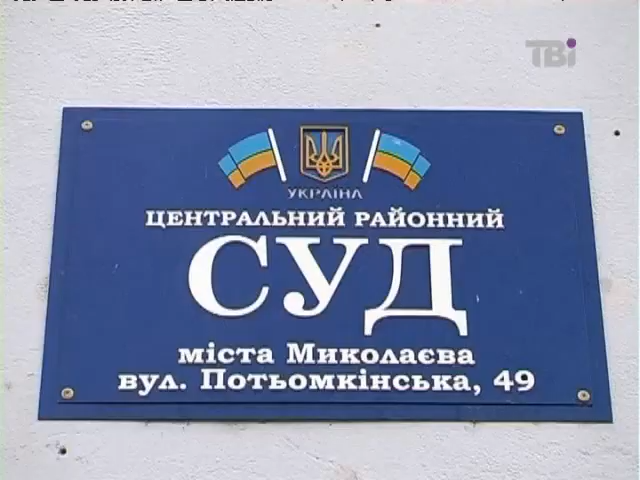 ТВі
УКРАЇНА
ЦЕНТРАЛЬНИЙ РАЙОННИЙ
СУД
міста Миколаєва
вул. Потьомкінська, 49